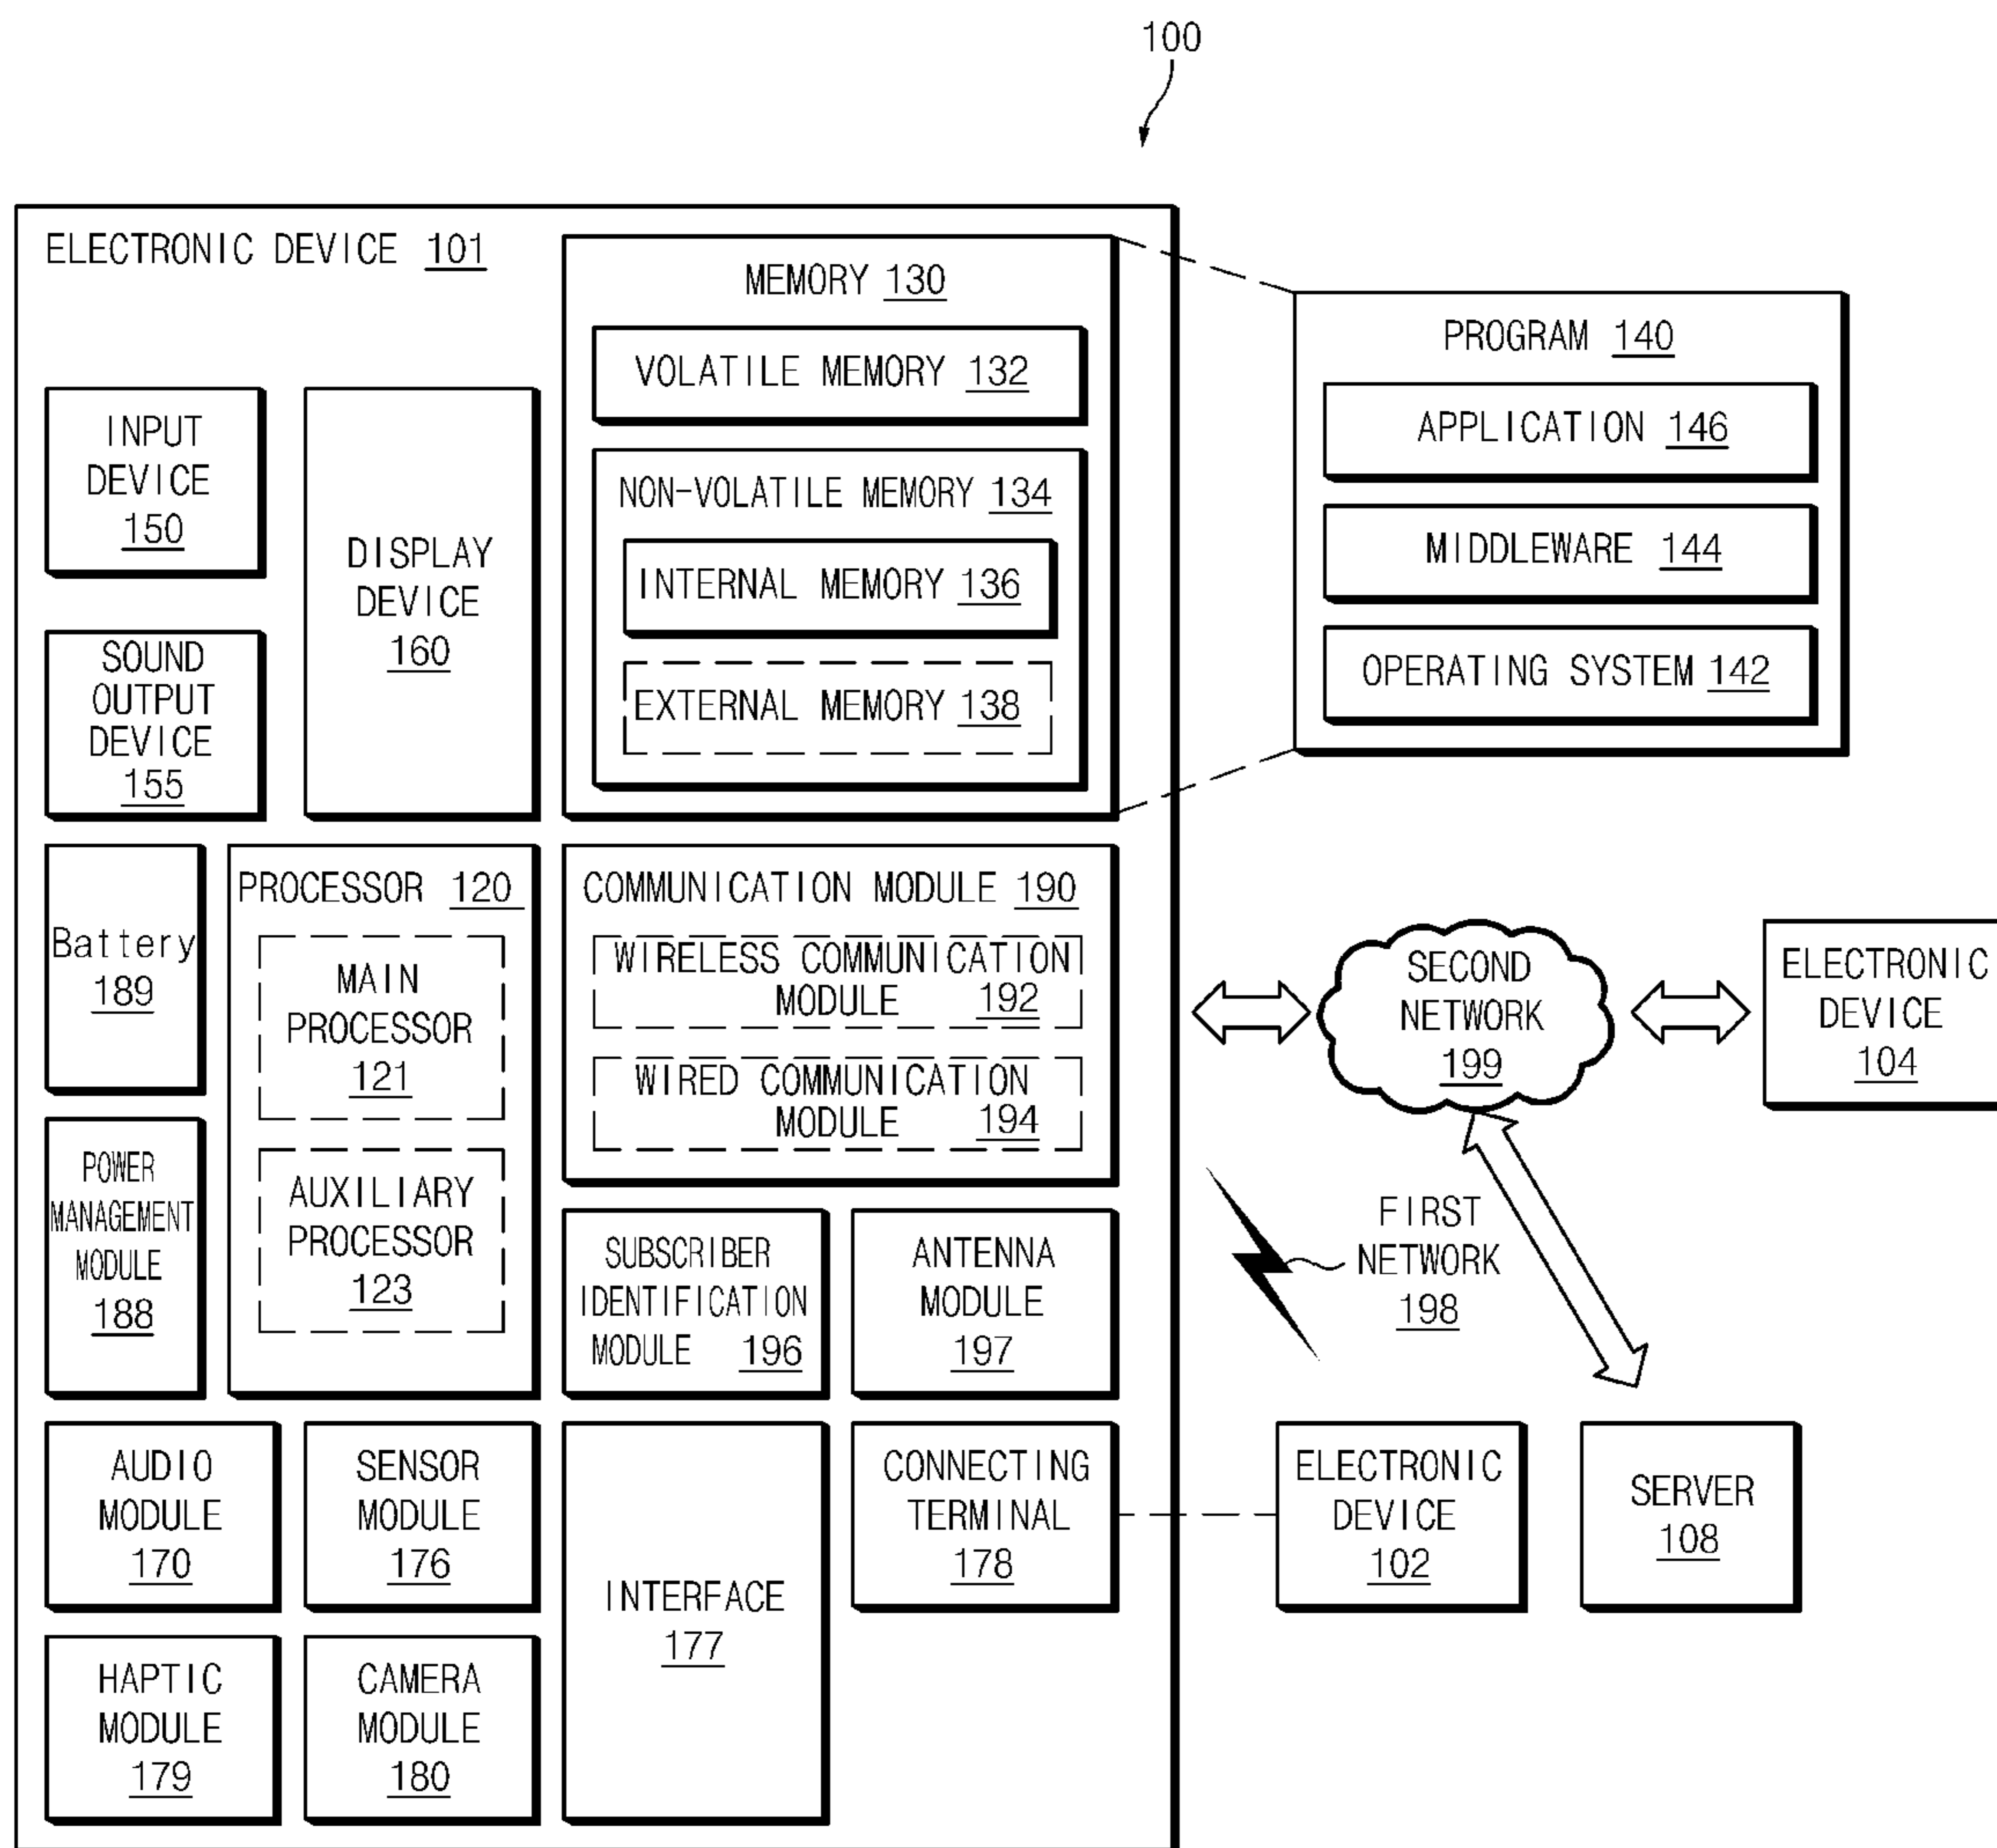 100
ELECTRONIC DEVICE 101
MEMORY 130
VOLATILE MEMORY 132
NON-VOLATILE MEMORY 134
INTERNAL MEMORY 136
EXTERNAL MEMORY 138
PROGRAM 140
APPLICATION 146
MIDDLEWARE 144
OPERATING SYSTEM 142
INPUT
DEVICE
150
DISPLAY
DEVICE
160
SOUND
OUTPUT
DEVICE
155
Battery
189
PROCESSOR 120
MAIN
PROCESSOR
121
AUXILIARY
PROCESSOR
123
POWER
MANAGEMENT
MODULE
188
COMMUNICATION MODULE 190
WIRELESS COMMUNICATION
MODULE 192
WIRED COMMUNICATION
MODULE 194
SECOND
NETWORK
199
ELECTRONIC
DEVICE
104
SUBSCRIBER
IDENTIFICATION
MODULE 196
ANTENNA
MODULE
197
FIRST
NETWORK
198
AUDIO
MODULE
170
SENSOR
MODULE
176
INTERFACE
177
CONNECTING
TERMINAL
178
ELECTRONIC
DEVICE
102
SERVER
108
HAPTIC
MODULE
179
CAMERA
MODULE
180